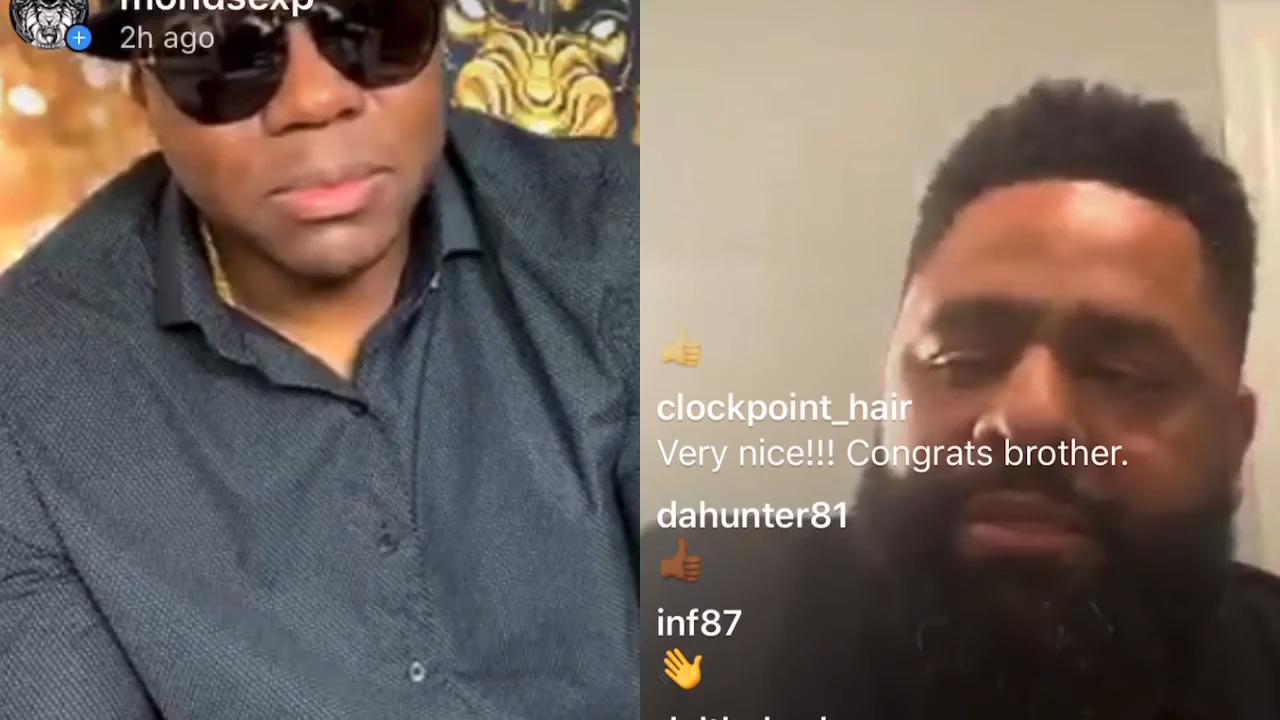 2h ago
clockpoint_hair
Very nice!!! Congrats brother.
dahunter81
inf87